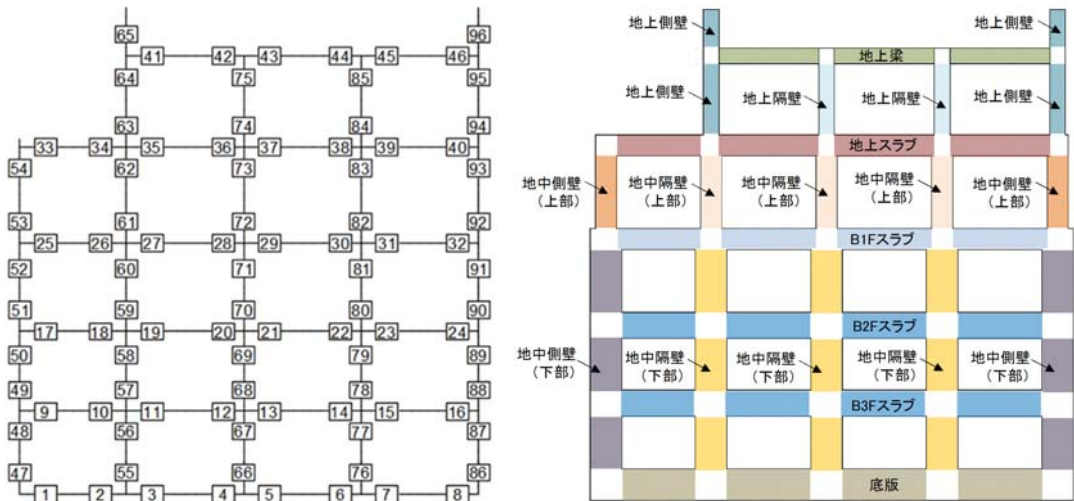 65 96
41 42 43 44 45 46
64 75 85 95
63 74 84 94
33 34 35 36 37 38 39 40
54 62 73 83 93
53 61 72 82 92
25 26 27 28 29 30 31 32
52 60 71 81 91
51 59 70 80 90
17 18 19 20 21 22 23 24
50 58 69 79 89
49 57 68 78 88
9 10 11 12 13 14 15 16
48 56 67 77 87
47 55 66 76 86
1 2 3 4 5 6 7 8
地上側壁
地上側壁
地上梁
地上側壁
地上隔壁
地上隔壁
地上側壁
地上スラブ
地中側壁
(上部)
地中隔壁
(上部)
地中隔壁
(上部)
地中隔壁
(上部)
地中側壁
(上部)
B1Fスラブ
B2Fスラブ
地中側壁
(下部)
地中隔壁
(下部)
地中隔壁
(下部)
地中隔壁
(下部)
地中側壁
(下部)
B3Fスラブ
底版